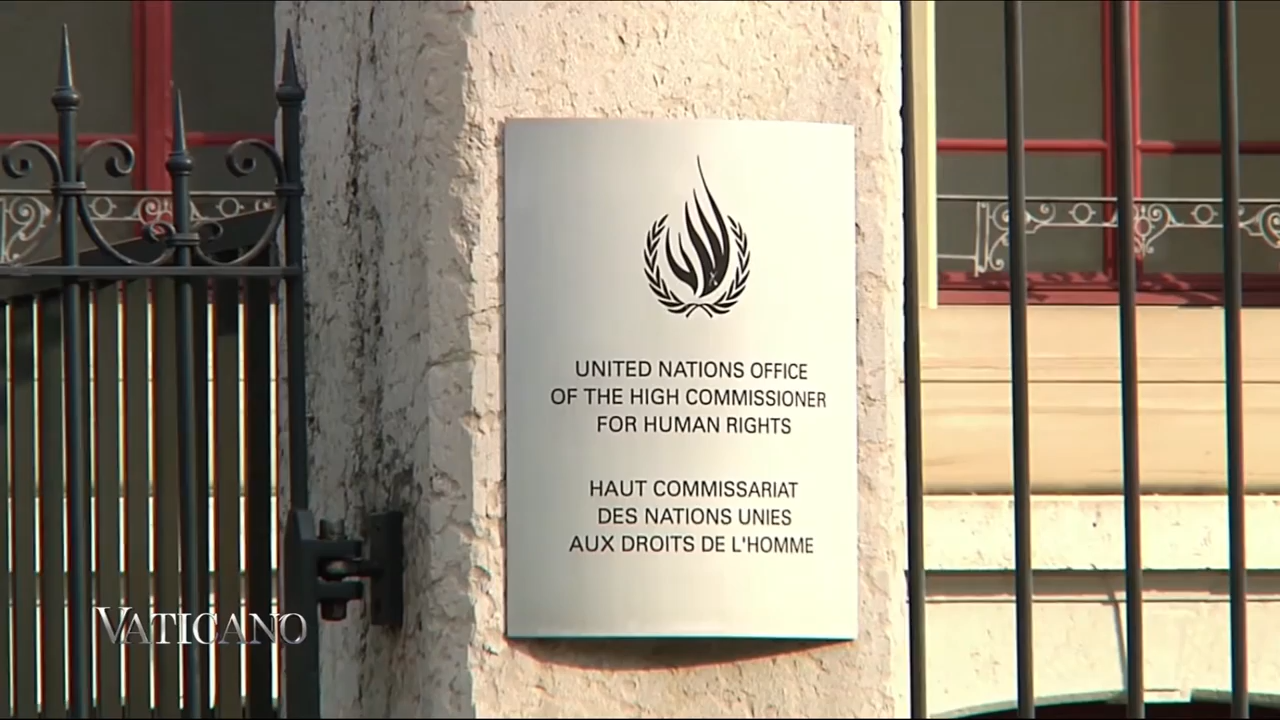 UNITED NATIONS OFFICE
OF THE HIGH COMMISSIONER
FOR HUMAN RIGHTS
HAUT COMMISSARIAT
DES NATIONS UNIES
AUX DROITS DE L'HOMME
VATICANO